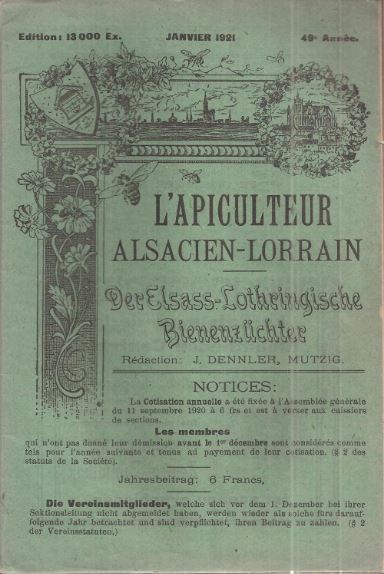 Edition: 13 000 Ex. JANVIER 1921 49e Année.
L'APICULTEUR
ALSACIEN-LORRAIN
Der Elsass-Lothringische
Bienenzüchter
Rédaction: J. DENNLER, MUTZIG.
NOTICES:
La Cotisation annuelle a été fixée à l'Assemblée générale
du 11 septembre 1920 à 6 frs et est à verser aux caissiers
de sections.
Les membres
qui n'ont pas donné leur démission avant le 1er décembre sont considérés comme
tels pour l'année suivante et tenus au payement de leur cotisation. (§ 2 des
statuts de la Société).
Jahresbeitrag: 6 Francs,
Die Vereinsmitglieder, welche sich vor dem 1. Dezember bei ihrer
Sektionsleitung nicht abgemeldet haben, werden wieder als solche fürs darauf-
folgende Jahr betrachtet und sind verpflichtet, ihren Beitrag zu zahlen. (§ 2
der Vereinsstatuten.)